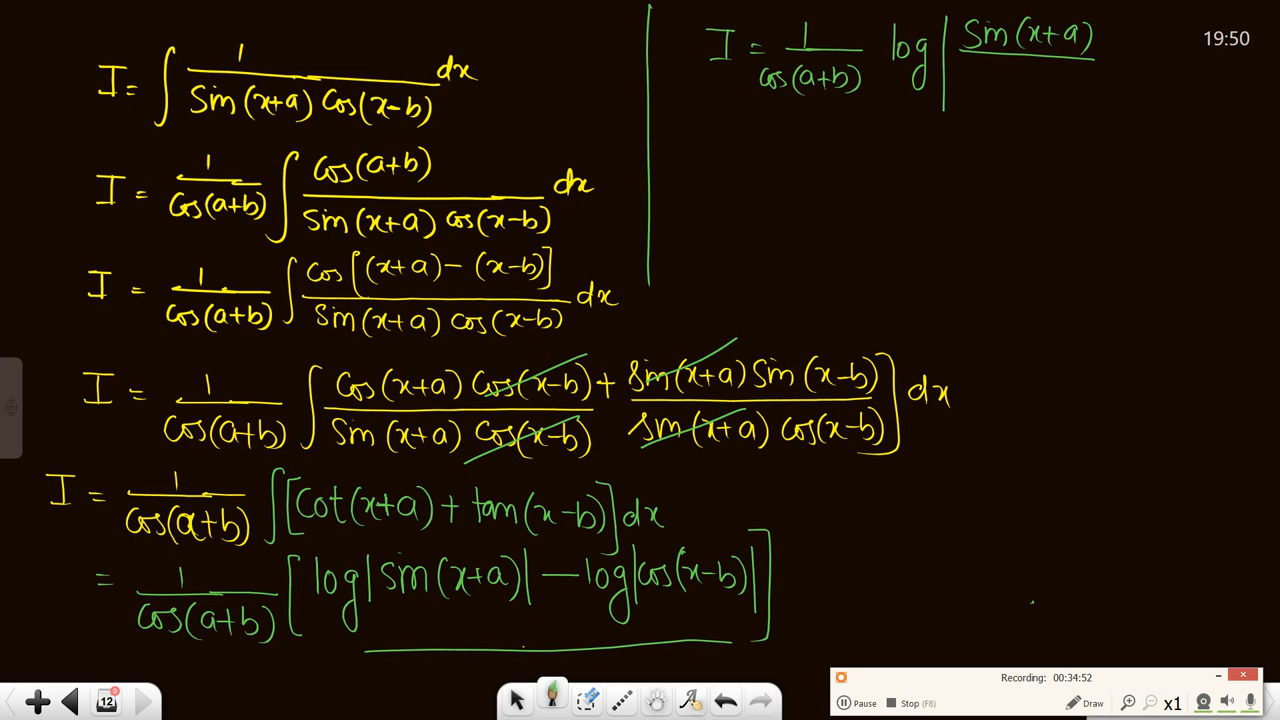 I = ∫ 1/(Sin(x+a) Cos(x-b)) dx
I = 1/Cos(a+b) ∫ Cos(a+b)/(Sin(x+a) Cos(x-b)) dx
I = 1/Cos(a+b) ∫ Cos[(x+a) - (x-b)]/(Sin(x+a) Cos(x-b)) dx
I = 1/Cos(a+b) ∫ Cos(x+a) Cos(x-b)/(Sin(x+a) Cos(x-b)) + Sin(x+a) Sin(x-b)/(Sin(x+a) Cos(x-b)) ] dx
I = 1/Cos(a+b) ∫ [Cot(x+a) + tan(x-b)] dx
= 1/Cos(a+b) [ log|Sin(x+a)| - log|Cos(x-b)| ]
I = 1/Cos(a+b) log | Sin(x+a)
19:50
12
0
Recording: 00:34:52
Pause
Stop (F8)
Draw
x1